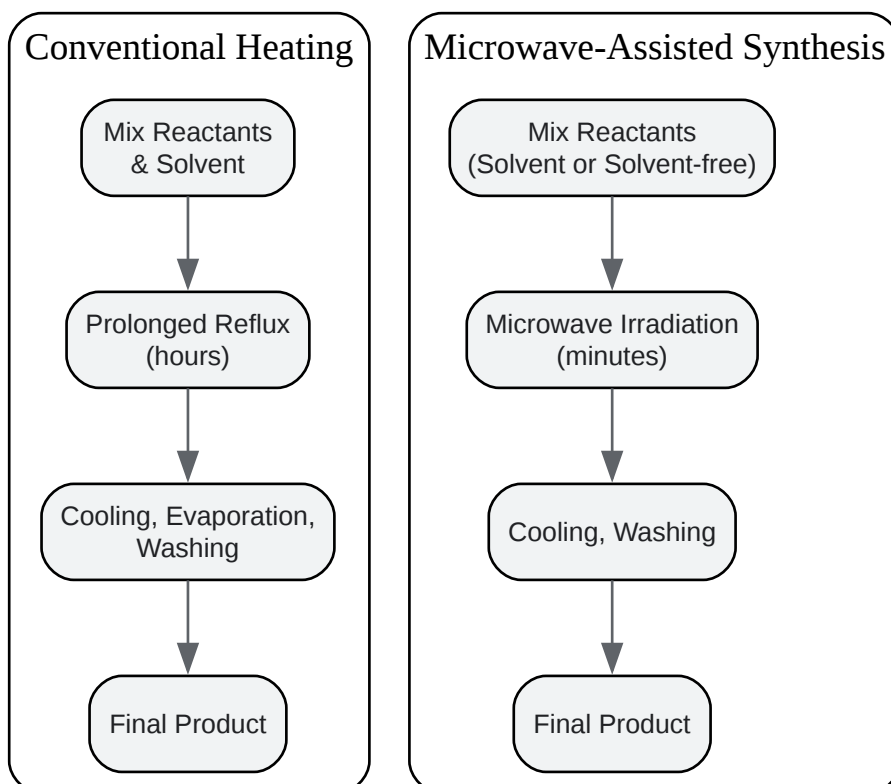 Conventional Heating
Mix Reactants
& Solvent
Prolonged Reflux
(hours)
Cooling, Evaporation,
Washing
Final Product
Microwave-Assisted Synthesis
Mix Reactants
(Solvent or Solvent-free)
Microwave Irradiation
(minutes)
Cooling, Washing
Final Product